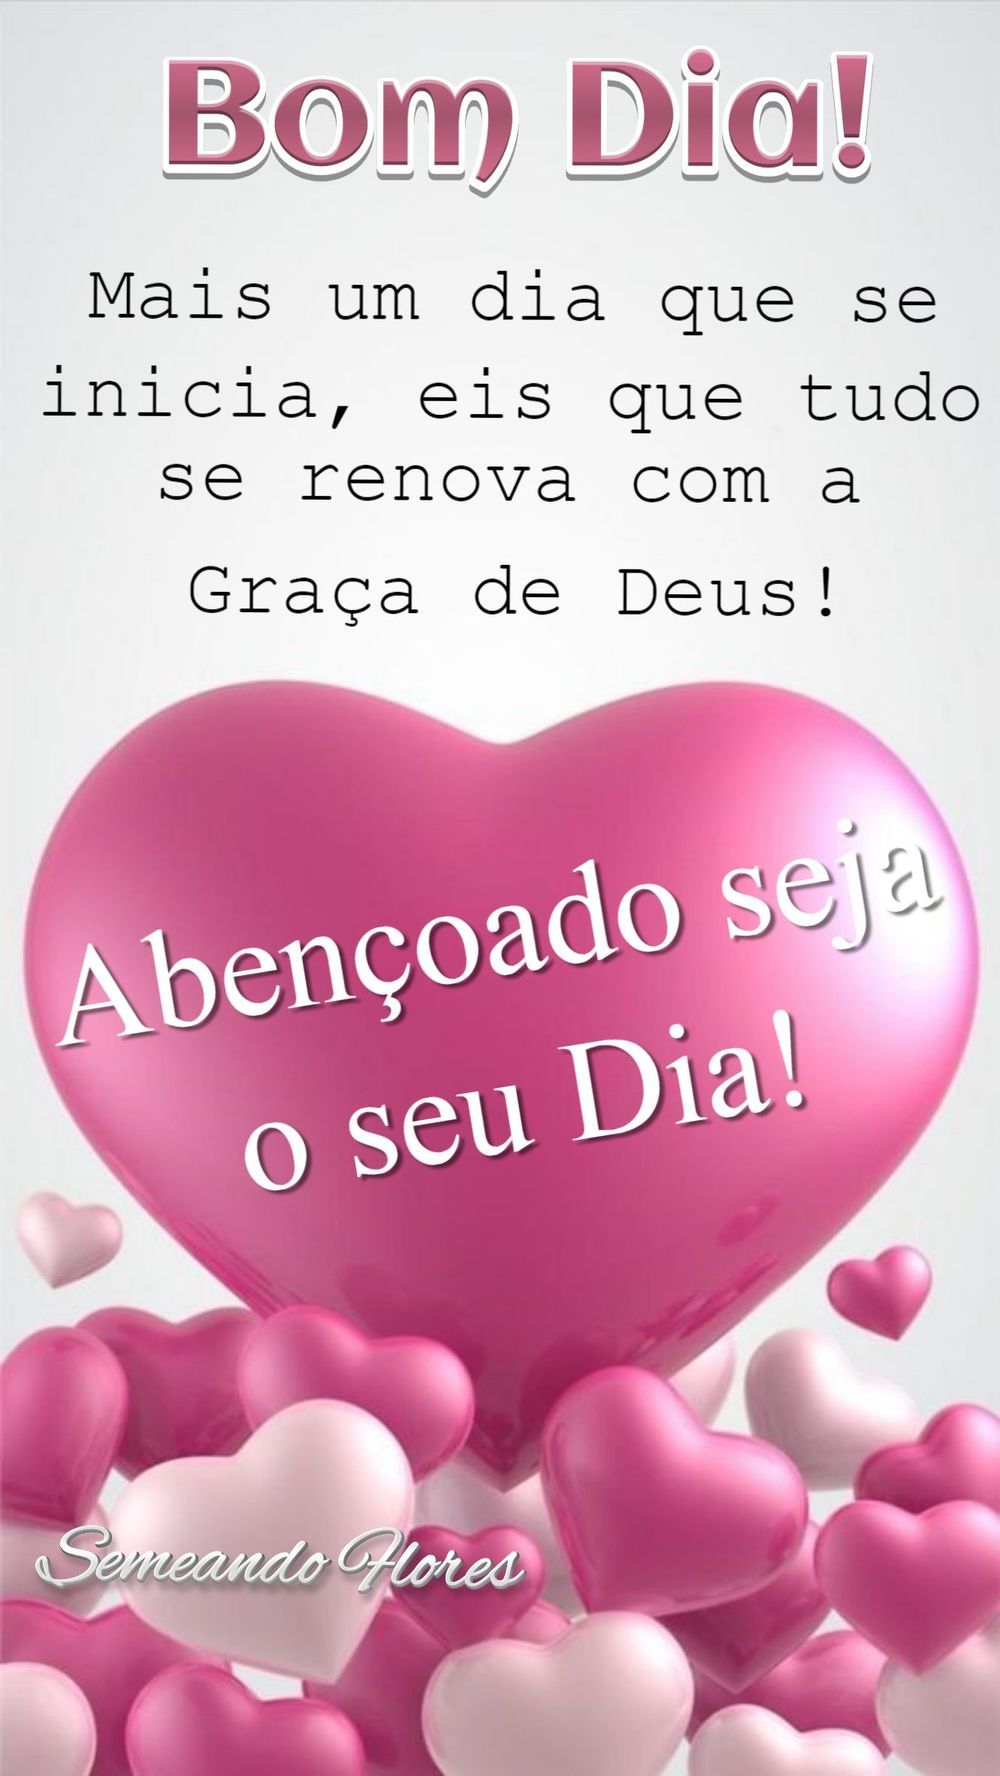 Bom Dia!
Mais um dia que se
inicia, eis que tudo
se renova com a
Graça de Deus!
Abençoado seja
o seu Dia!
Semeando Flores